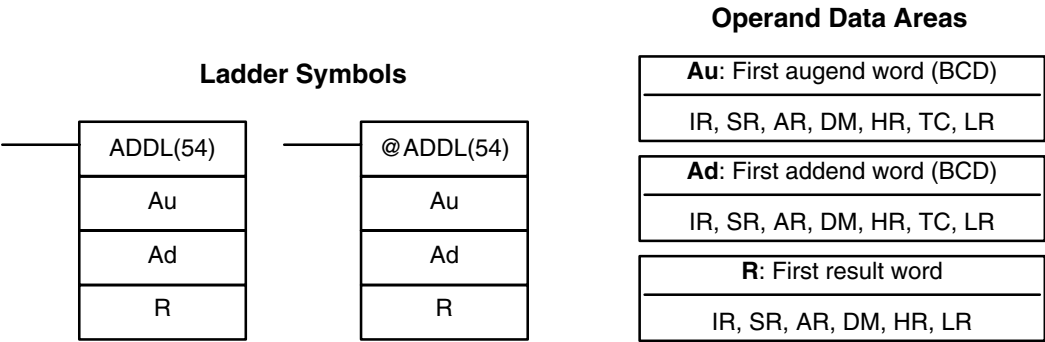 Operand Data Areas
Ladder Symbols
ADDL(54)
Au
Ad
R
@ADDL(54)
Au
Ad
R
Au: First augend word (BCD)
IR, SR, AR, DM, HR, TC, LR
Ad: First addend word (BCD)
IR, SR, AR, DM, HR, TC, LR
R: First result word
IR, SR, AR, DM, HR, LR